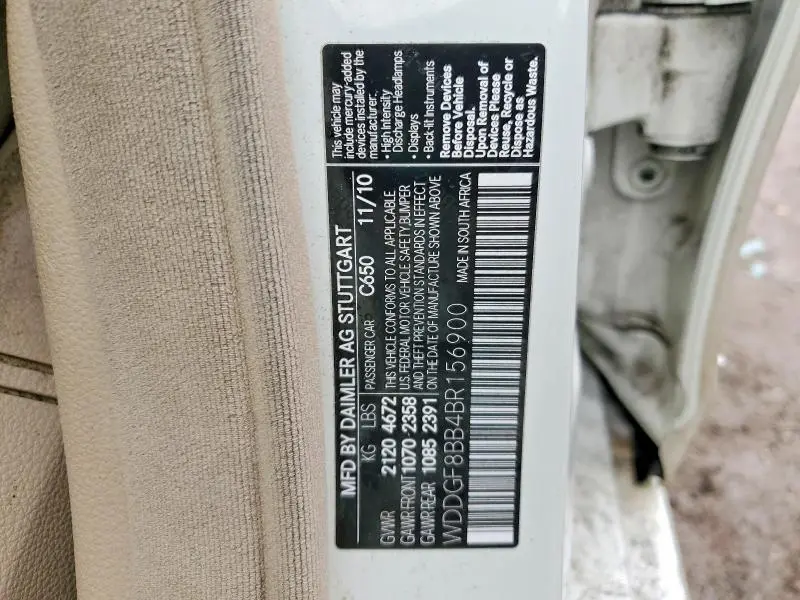 MFD BY DAIMLER AG STUTTGART
KG LBS PASSENGER CAR C650 11/10
GVWR 2120 4672
GAWR FRONT 1070 2358
GAWR REAR 1085 2391
THIS VEHICLE CONFORMS TO ALL APPLICABLE
U.S. FEDERAL MOTOR VEHICLE SAFETY, BUMPER
AND THEFT PREVENTION STANDARDS IN EFFECT
ON THE DATE OF MANUFACTURE SHOWN ABOVE
WDDGF8BB4BR156900 MADE IN SOUTH AFRICA
This vehicle may
include mercury-added
devices installed by the
manufacturer:
• High Intensity
Discharge Headlamps
• Displays
• Back-lit Instruments
Remove Devices
Before Vehicle
Disposal.
Upon Removal of
Devices Please
Reuse, Recycle or
Dispose as
Hazardous Waste.